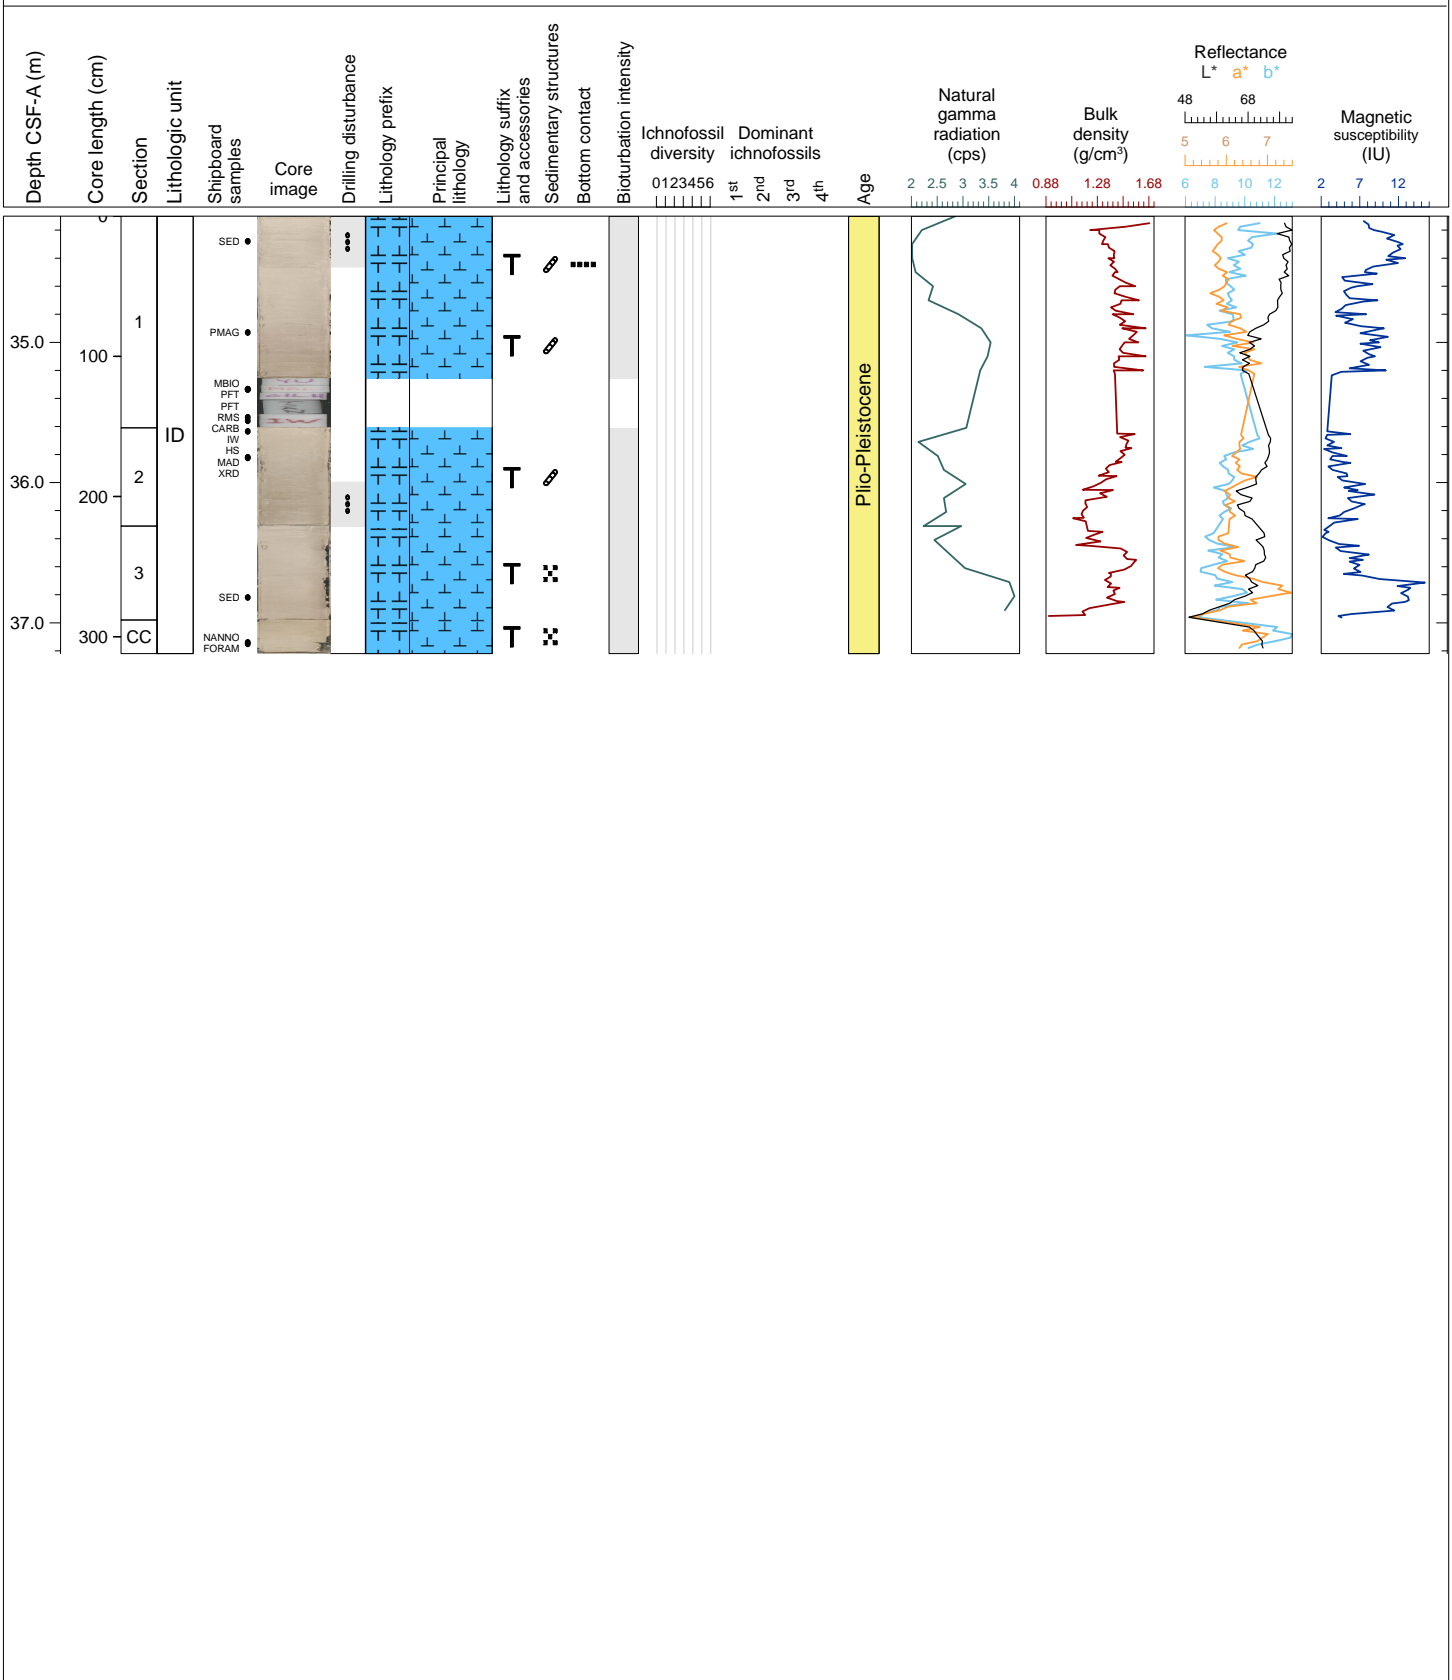 Depth CSF-A (m)
Core length (cm)
Section
Lithologic unit
Shipboard
samples
Core
image
Drilling disturbance
Lithology prefix
Principal
lithology
Lithology suffix
and accessories
Sedimentary structures
Bottom contact
Bioturbation intensity
Ichnofossil
diversity
0123456
Dominant
ichnofossils
1st
2nd
3rd
4th
Age
Natural
gamma
radiation
(cps)
2 2.5 3 3.5 4
Bulk
density
(g/cm³)
0.88 1.28 1.68
Reflectance
L* a* b*
48 68
5 6 7
6 8 10 12
Magnetic
susceptibility
(IU)
2 7 12
35.0
36.0
37.0
0
100
200
300
1
2
3
CC
ID
SED
PMAG
MBIO
PFT
PFT
RMS
CARB
IW
HS
MAD
XRD
SED
NANNO
FORAM
IW
Plio-Pleistocene